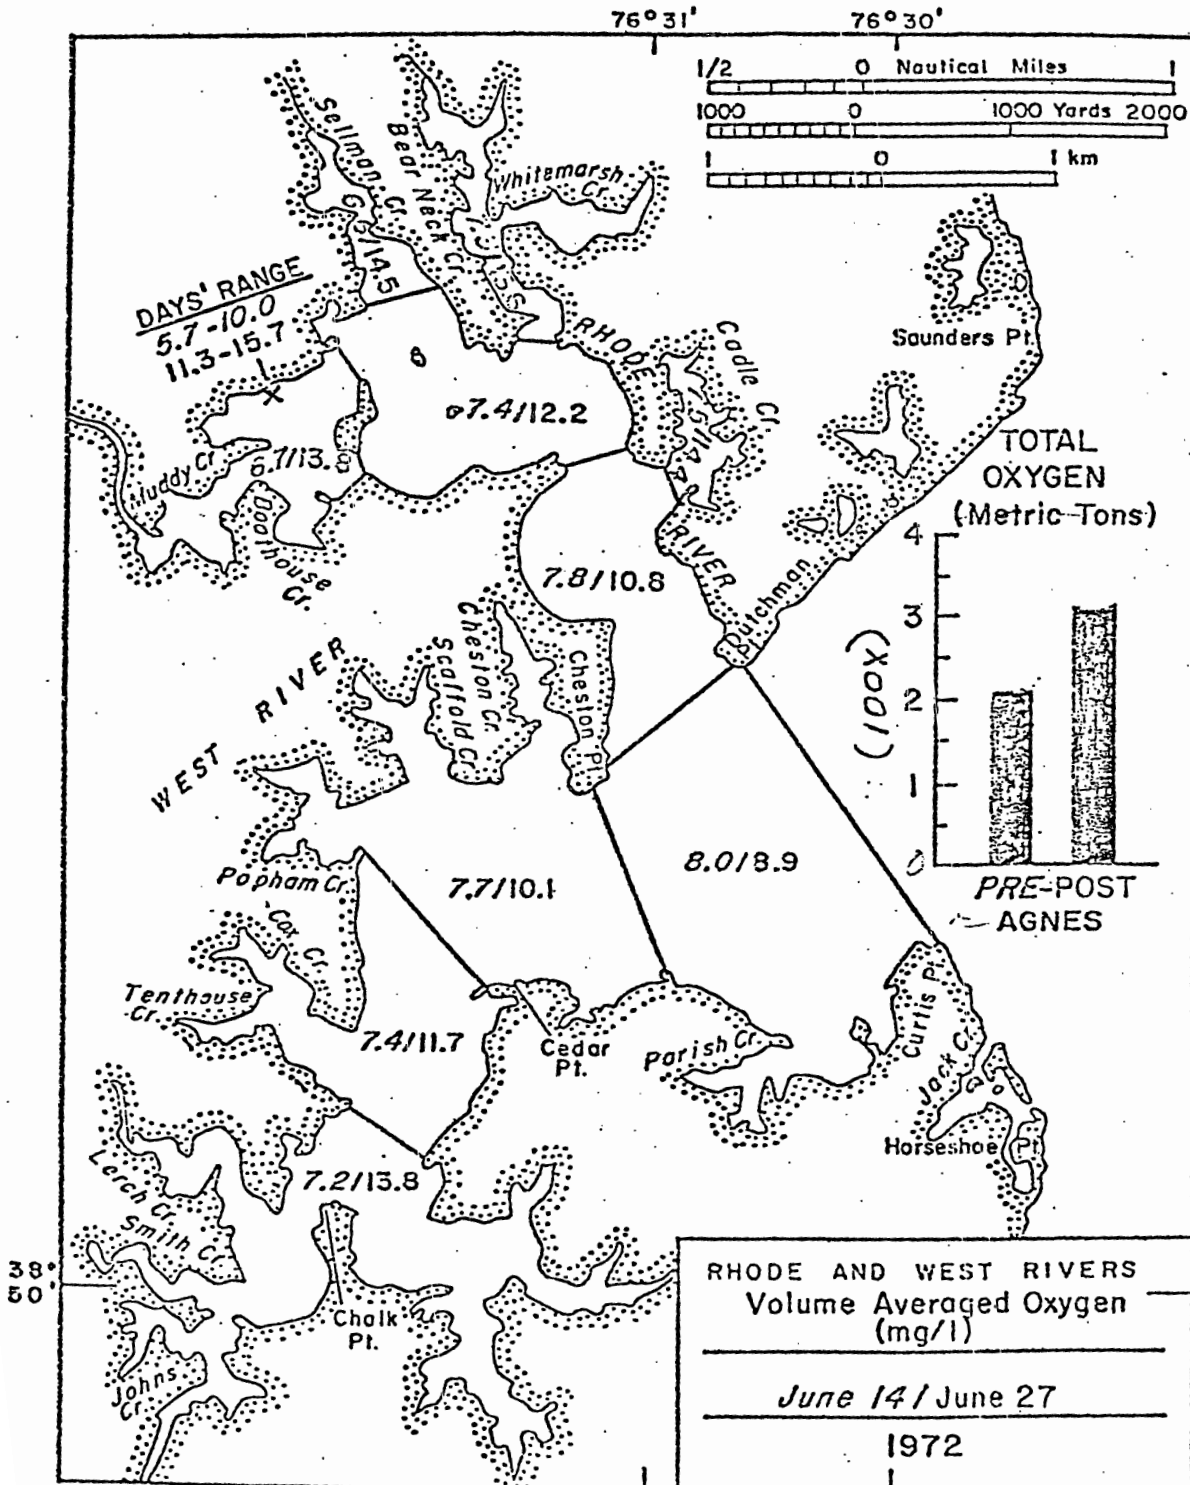 76°31' 76°30'
1/2 0 Nautical Miles 1
1000 0 1000 Yards 2000
1 0 1 km
Sellman Cr.
Bear Neck Cr.
Whitemarsh Cr.
/14.5
DAYS' RANGE
5.7-10.0
11.3-15.7
X
7.4/12.2
RHODE RIVER
Cadle Cr.
Saunders Pt.
Muddy Cr.
Boathouse Cr.
7.8/10.8
Dutchman Pt.
TOTAL
OXYGEN
(Metric-Tons)
4
3
2
1
0
(100X)
PRE-POST
AGNES
WEST RIVER
Cheston Cr.
Scaffold Cr.
Cheston Pt.
8.0/8.9
7.7/10.1
Popham Cr.
Cox Cr.
Tenthouse Cr.
7.4/11.7
Cedar
Pt.
Parish Cr.
Curtis Pt.
Jack Cr.
Horseshoe Pt.
Lerch Cr.
Smith Cr.
7.2/13.8
38°
50'
Chalk
Pt.
Johns Cr.
RHODE AND WEST RIVERS
Volume Averaged Oxygen
(mg/l)
June 14/June 27
1972